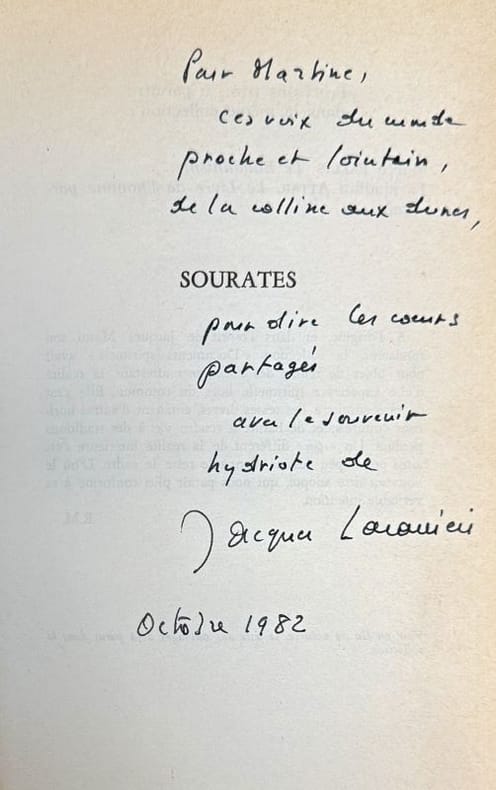 Pour Martine,
ces voix du monde
proche et lointain,
de la colline aux dunes,
SOURATES
pour dire les cœurs
partagés
avec le souvenir
hydriote de
Jacques Lacarrière
Octobre 1982